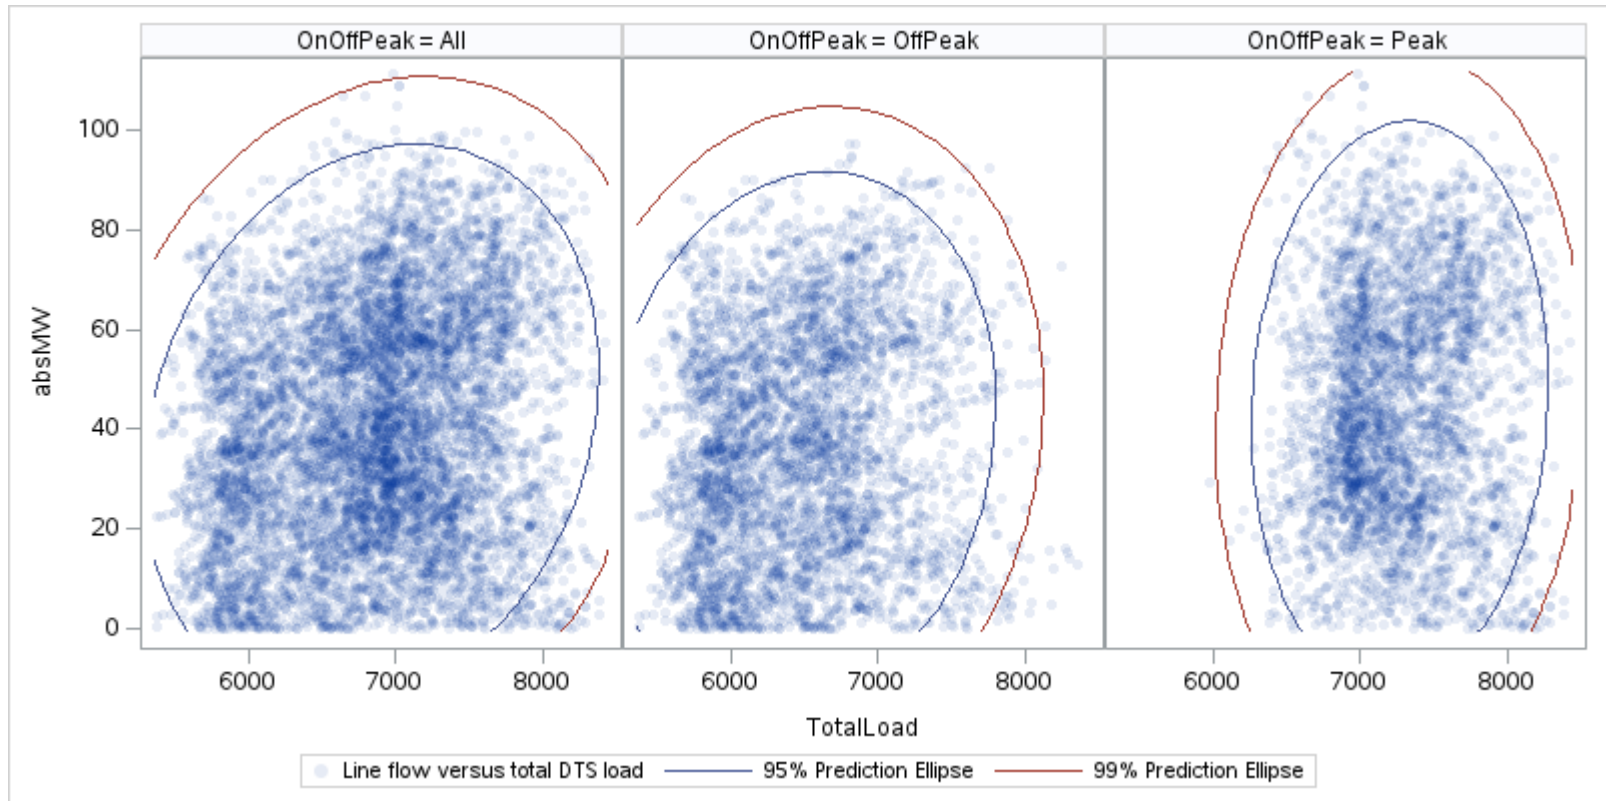 OnOffPeak = All
OnOffPeak = OffPeak
OnOffPeak = Peak
absMW
100
80
60
40
20
0
6000 7000 8000
6000 7000 8000
6000 7000 8000
TotalLoad
Line flow versus total DTS load
95% Prediction Ellipse
99% Prediction Ellipse